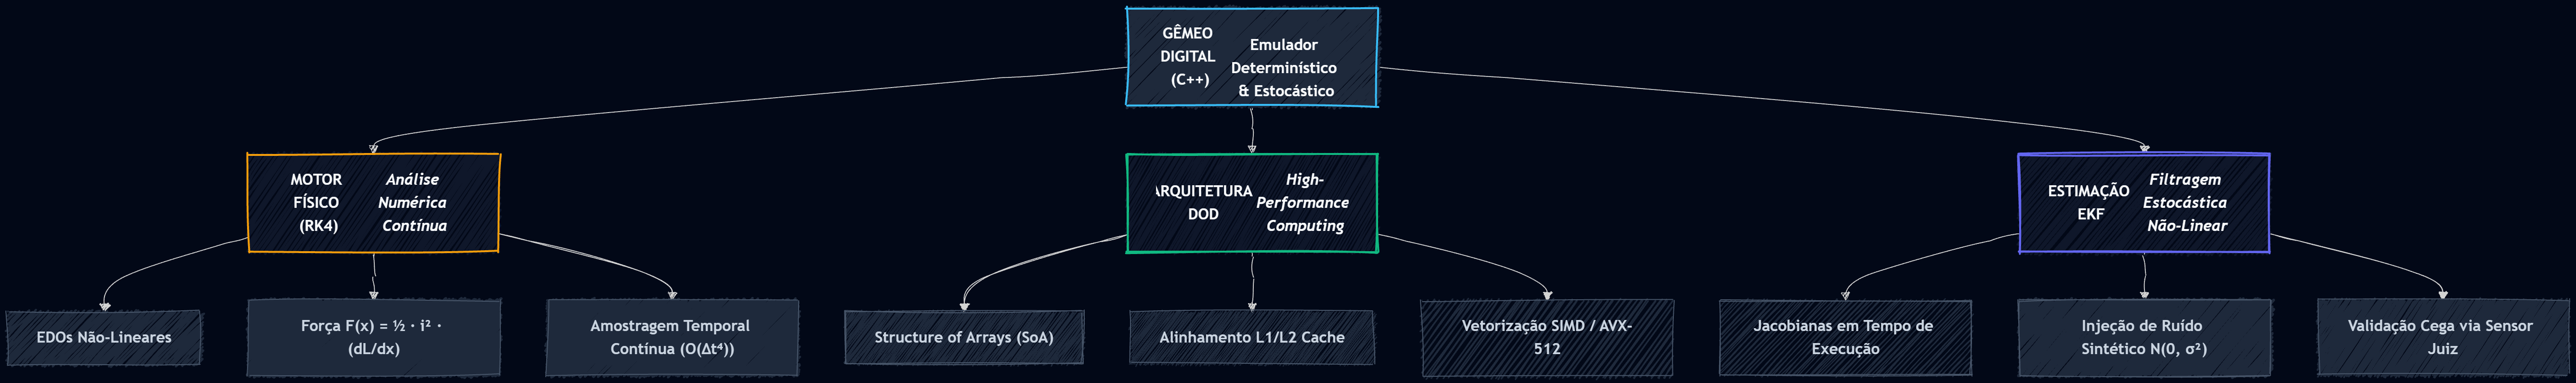 GÊMEO
DIGITAL
(C++)
Emulador
Determinístico
& Estocástico
MOTOR
FÍSICO
(RK4)
Análise
Numérica
Contínua
ARQUITETURA
DOD
High-
Performance
Computing
ESTIMAÇÃO
EKF
Filtragem
Estocástica
Não-Linear
EDOs Não-Lineares
Força F(x) = ½ · i² ·
(dL/dx)
Amostragem Temporal
Contínua (O(Δt⁴))
Structure of Arrays (SoA)
Alinhamento L1/L2 Cache
Vetorização SIMD / AVX-
512
Jacobianas em Tempo de
Execução
Injeção de Ruído
Sintético N(0, σ²)
Validação Cega via Sensor
Juiz